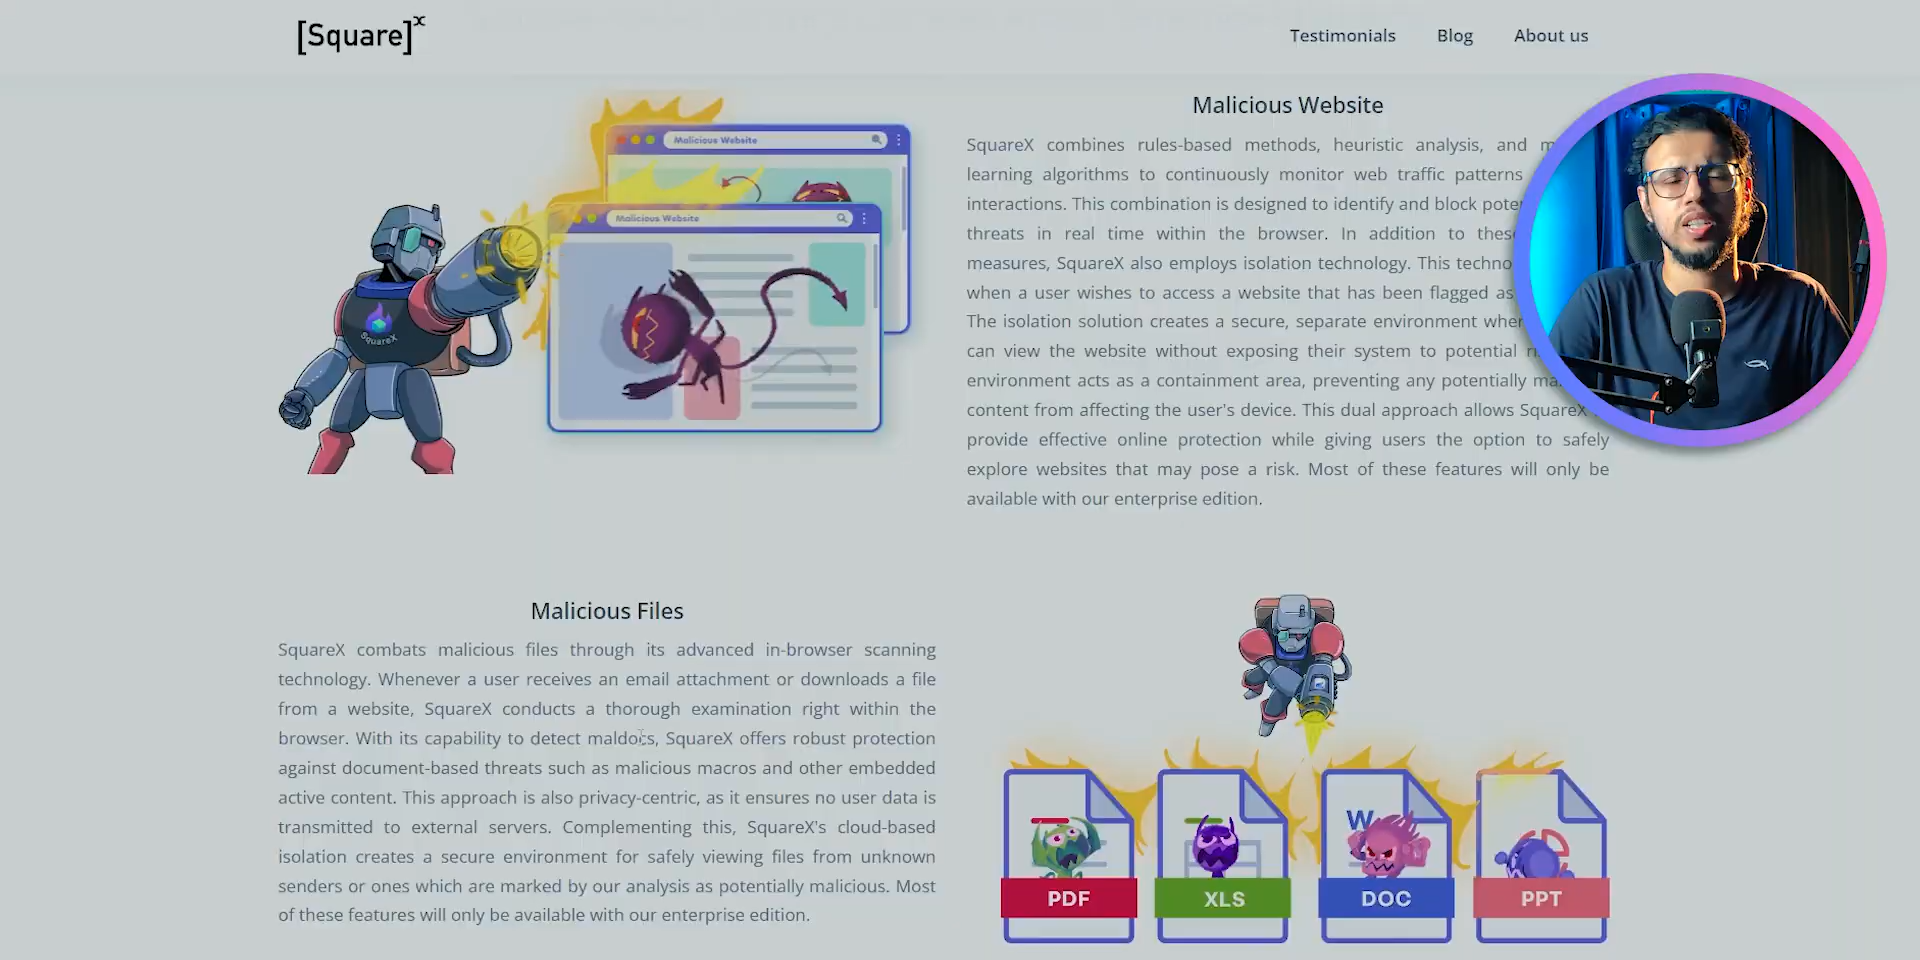 [Square]x
Testimonials Blog About us
Malicious Website
Malicious Website
SquareX
Malicious Website
SquareX combines rules-based methods, heuristic analysis, and
learning algorithms to continuously monitor web traffic patterns
interactions. This combination is designed to identify and block
threats in real time within the browser. In addition to
measures, SquareX also employs isolation technology. This
when a user wishes to access a website that has been flagged as
The isolation solution creates a secure, separate environment
can view the website without exposing their system to potential
environment acts as a containment area, preventing any potentially
content from affecting the user's device. This dual approach allows SquareX
provide effective online protection while giving users the option to safely
explore websites that may pose a risk. Most of these features will only be
available with our enterprise edition.
Malicious Files
SquareX combats malicious files through its advanced in-browser scanning
technology. Whenever a user receives an email attachment or downloads a file
from a website, SquareX conducts a thorough examination right within the
browser. With its capability to detect maldocs, SquareX offers robust protection
against document-based threats such as malicious macros and other embedded
active content. This approach is also privacy-centric, as it ensures no user data is
transmitted to external servers. Complementing this, SquareX's cloud-based
isolation creates a secure environment for safely viewing files from unknown
senders or ones which are marked by our analysis as potentially malicious. Most
of these features will only be available with our enterprise edition.
W
PDF XLS DOC PPT